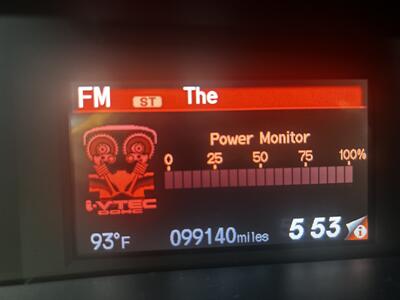 FM ST The
Power Monitor
0 25 50 75 100%
i-VTEC
DOHC
93°F 099140miles 5 53 i